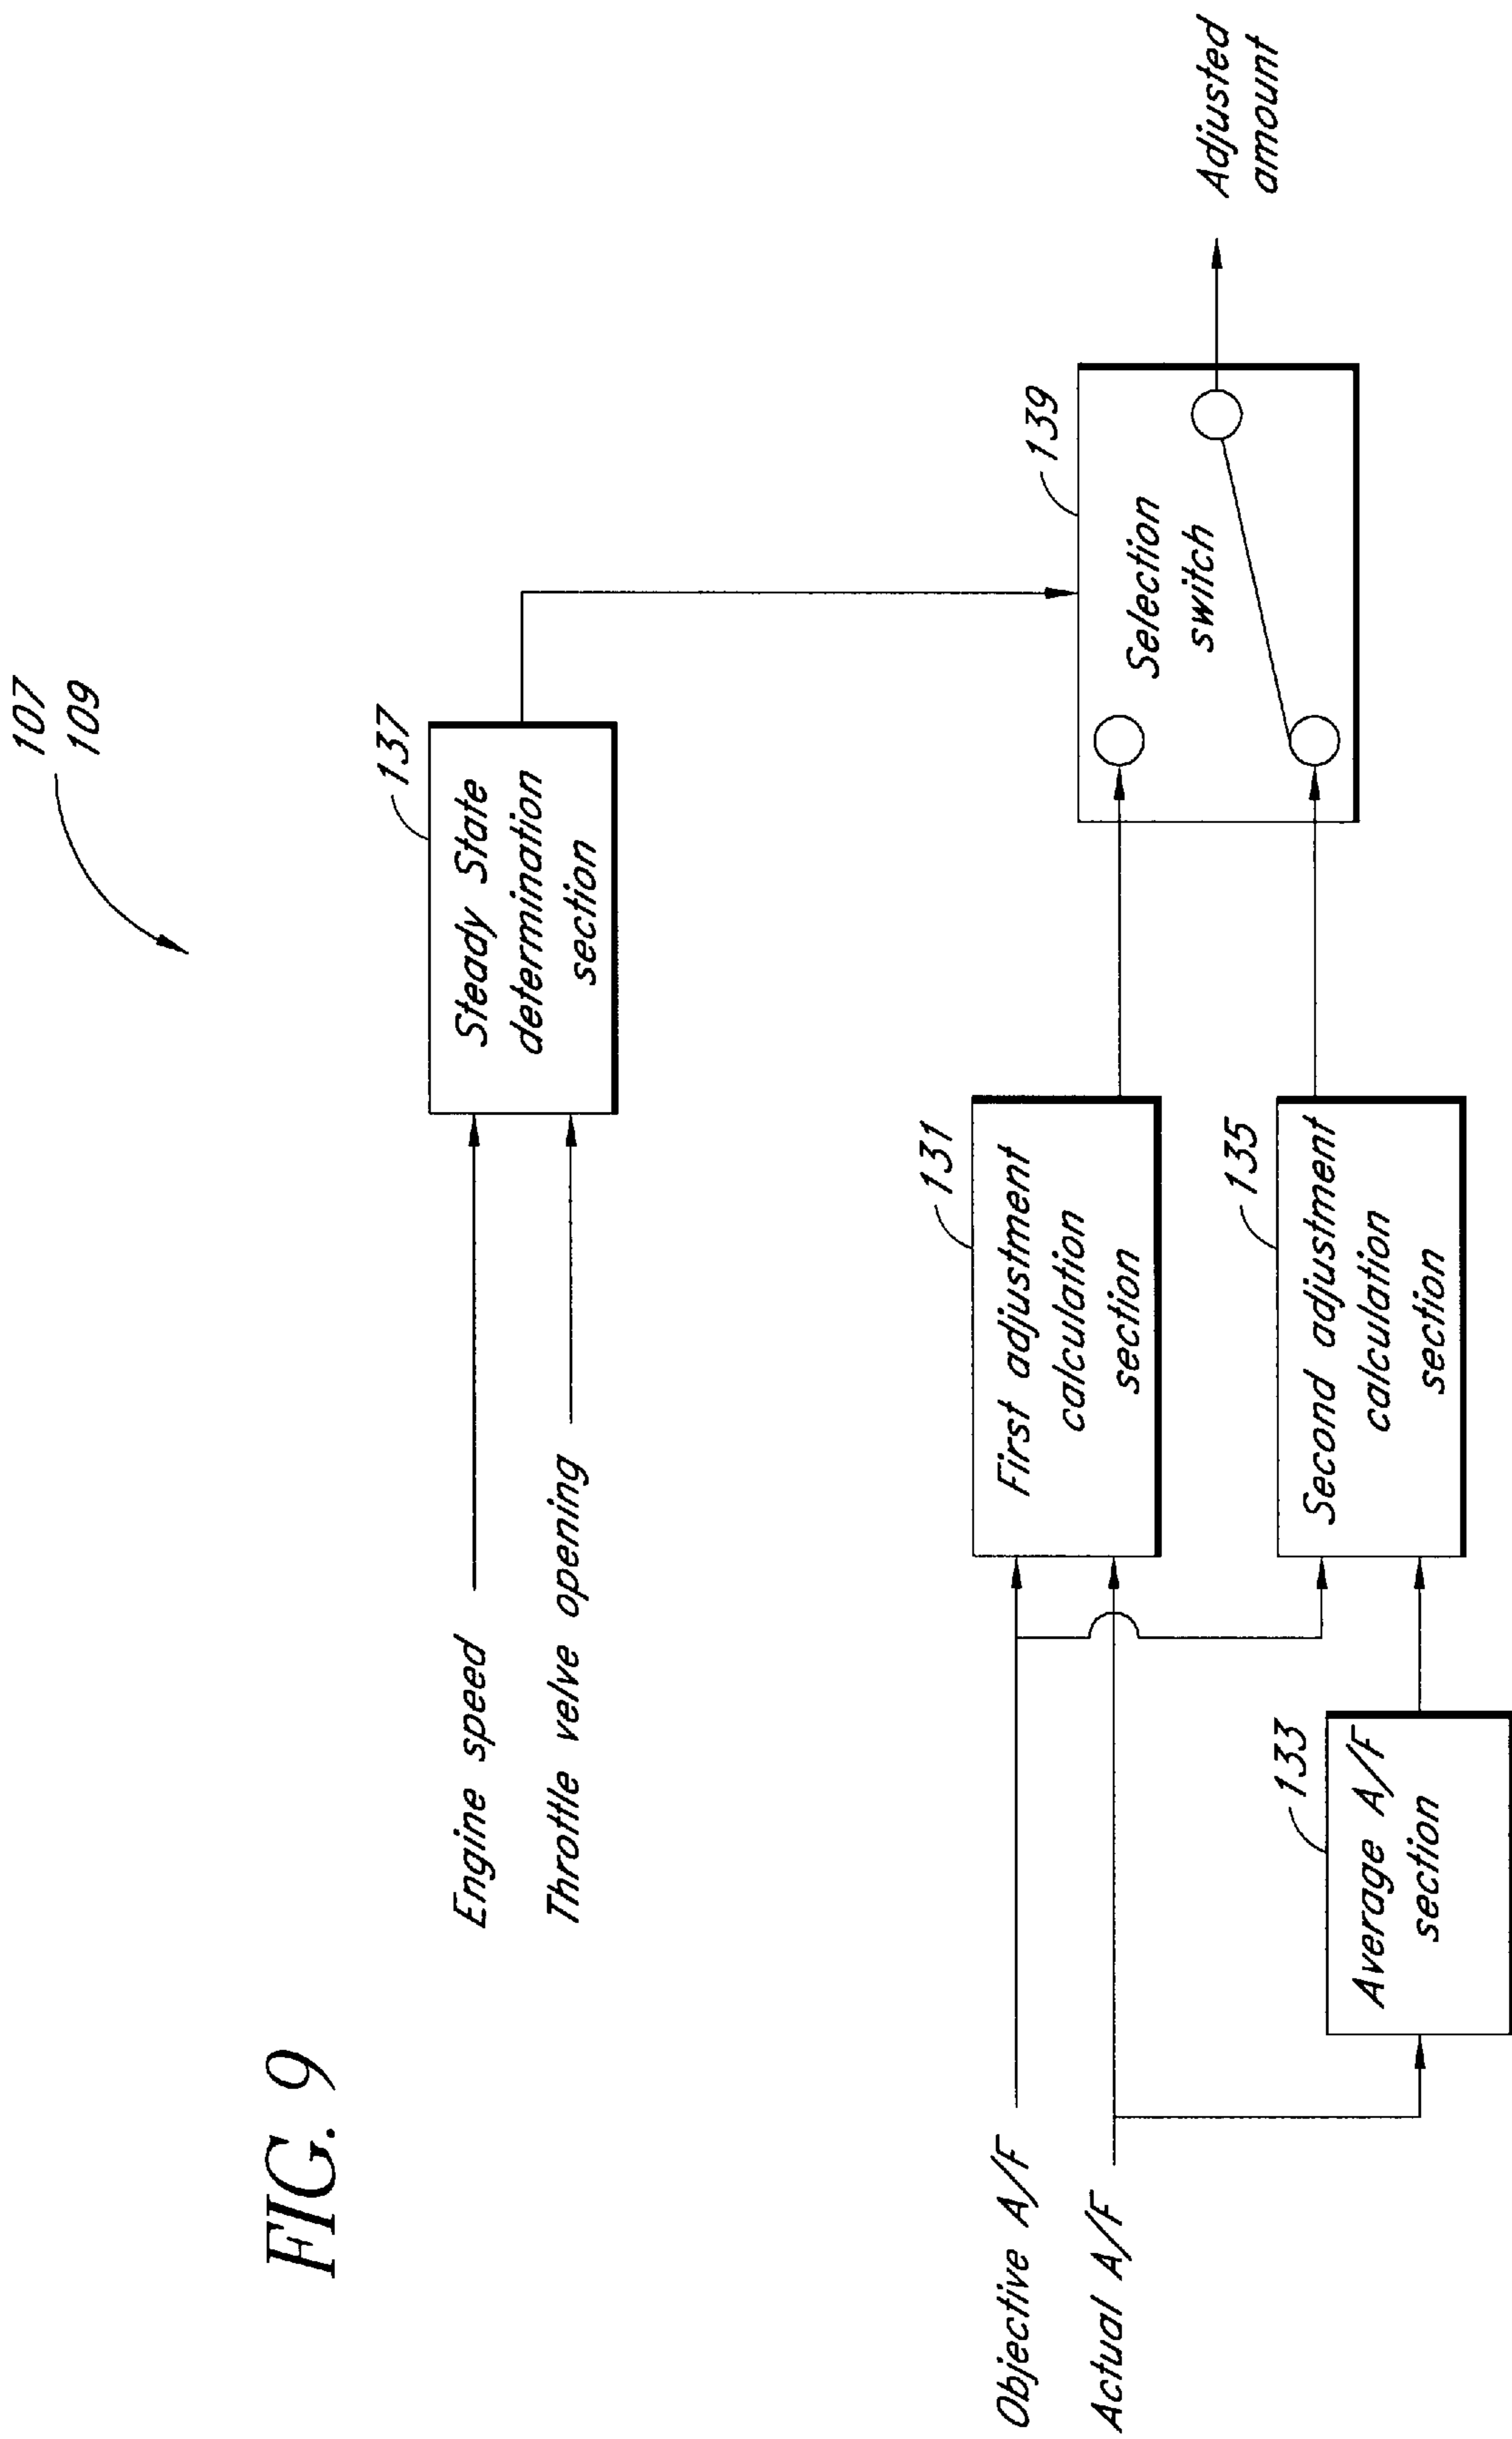 FIG. 9
107
109
Engine speed
Throttle velve opening
137
Steady State
determination
section
Objective A/F
Actual A/F
131
First adjustment
calculation
section
133
Average A/F
section
135
Second adjustment
calculation
section
139
Selection
switch
Adjusted
amount